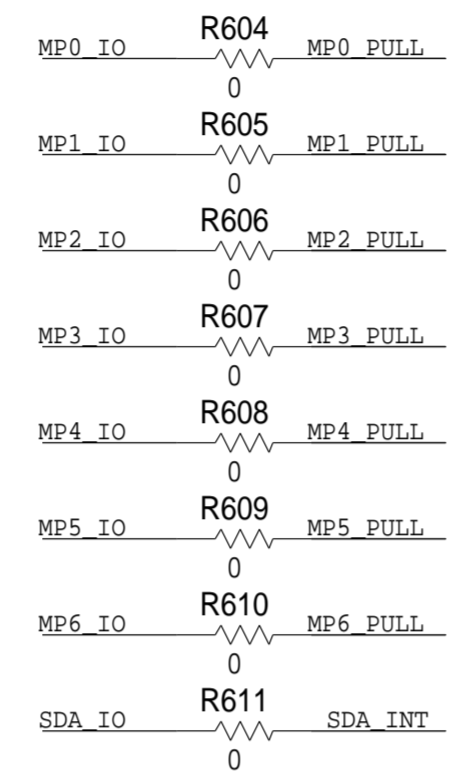 R604
MP0_IO MP0_PULL
0
R605
MP1_IO MP1_PULL
0
R606
MP2_IO MP2_PULL
0
R607
MP3_IO MP3_PULL
0
R608
MP4_IO MP4_PULL
0
R609
MP5_IO MP5_PULL
0
R610
MP6_IO MP6_PULL
0
R611
SDA_IO SDA_INT
0